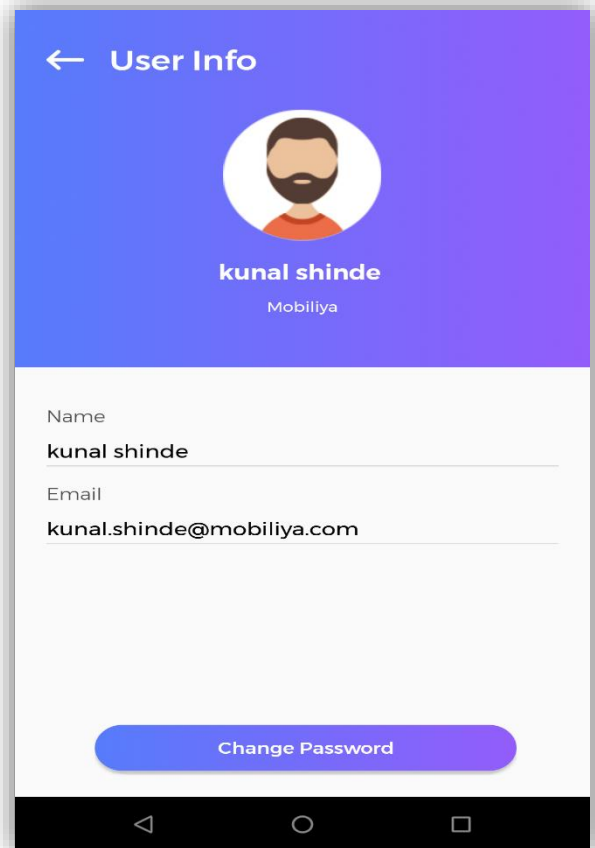 User Info
kunal shinde
Mobiliya
Name
kunal shinde
Email
kunal.shinde@mobiliya.com
Change Password